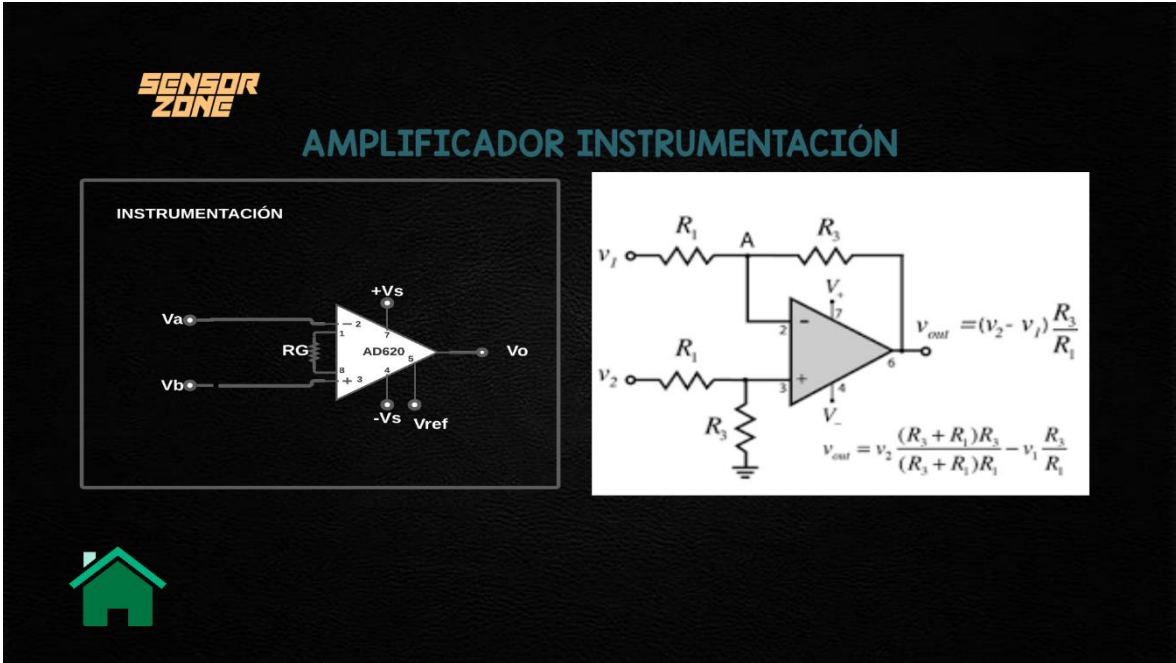 SENSOR
ZONE
AMPLIFICADOR INSTRUMENTACIÓN
INSTRUMENTACIÓN
+Vs
Va
2
1
7
RG
AD620
5
Vo
8
4
Vb
+ 3
-Vs
Vref
R₁
A
R₃
v₁
V₊
7
-
2
v_out = (v₂ - v₁) R₃/R₁
R₁
6
v₂
3
+
4
V₋
R₃
v_out = v₂ (R₃ + R₁)R₃/(R₃ + R₁)R₁ - v₁ R₃/R₁